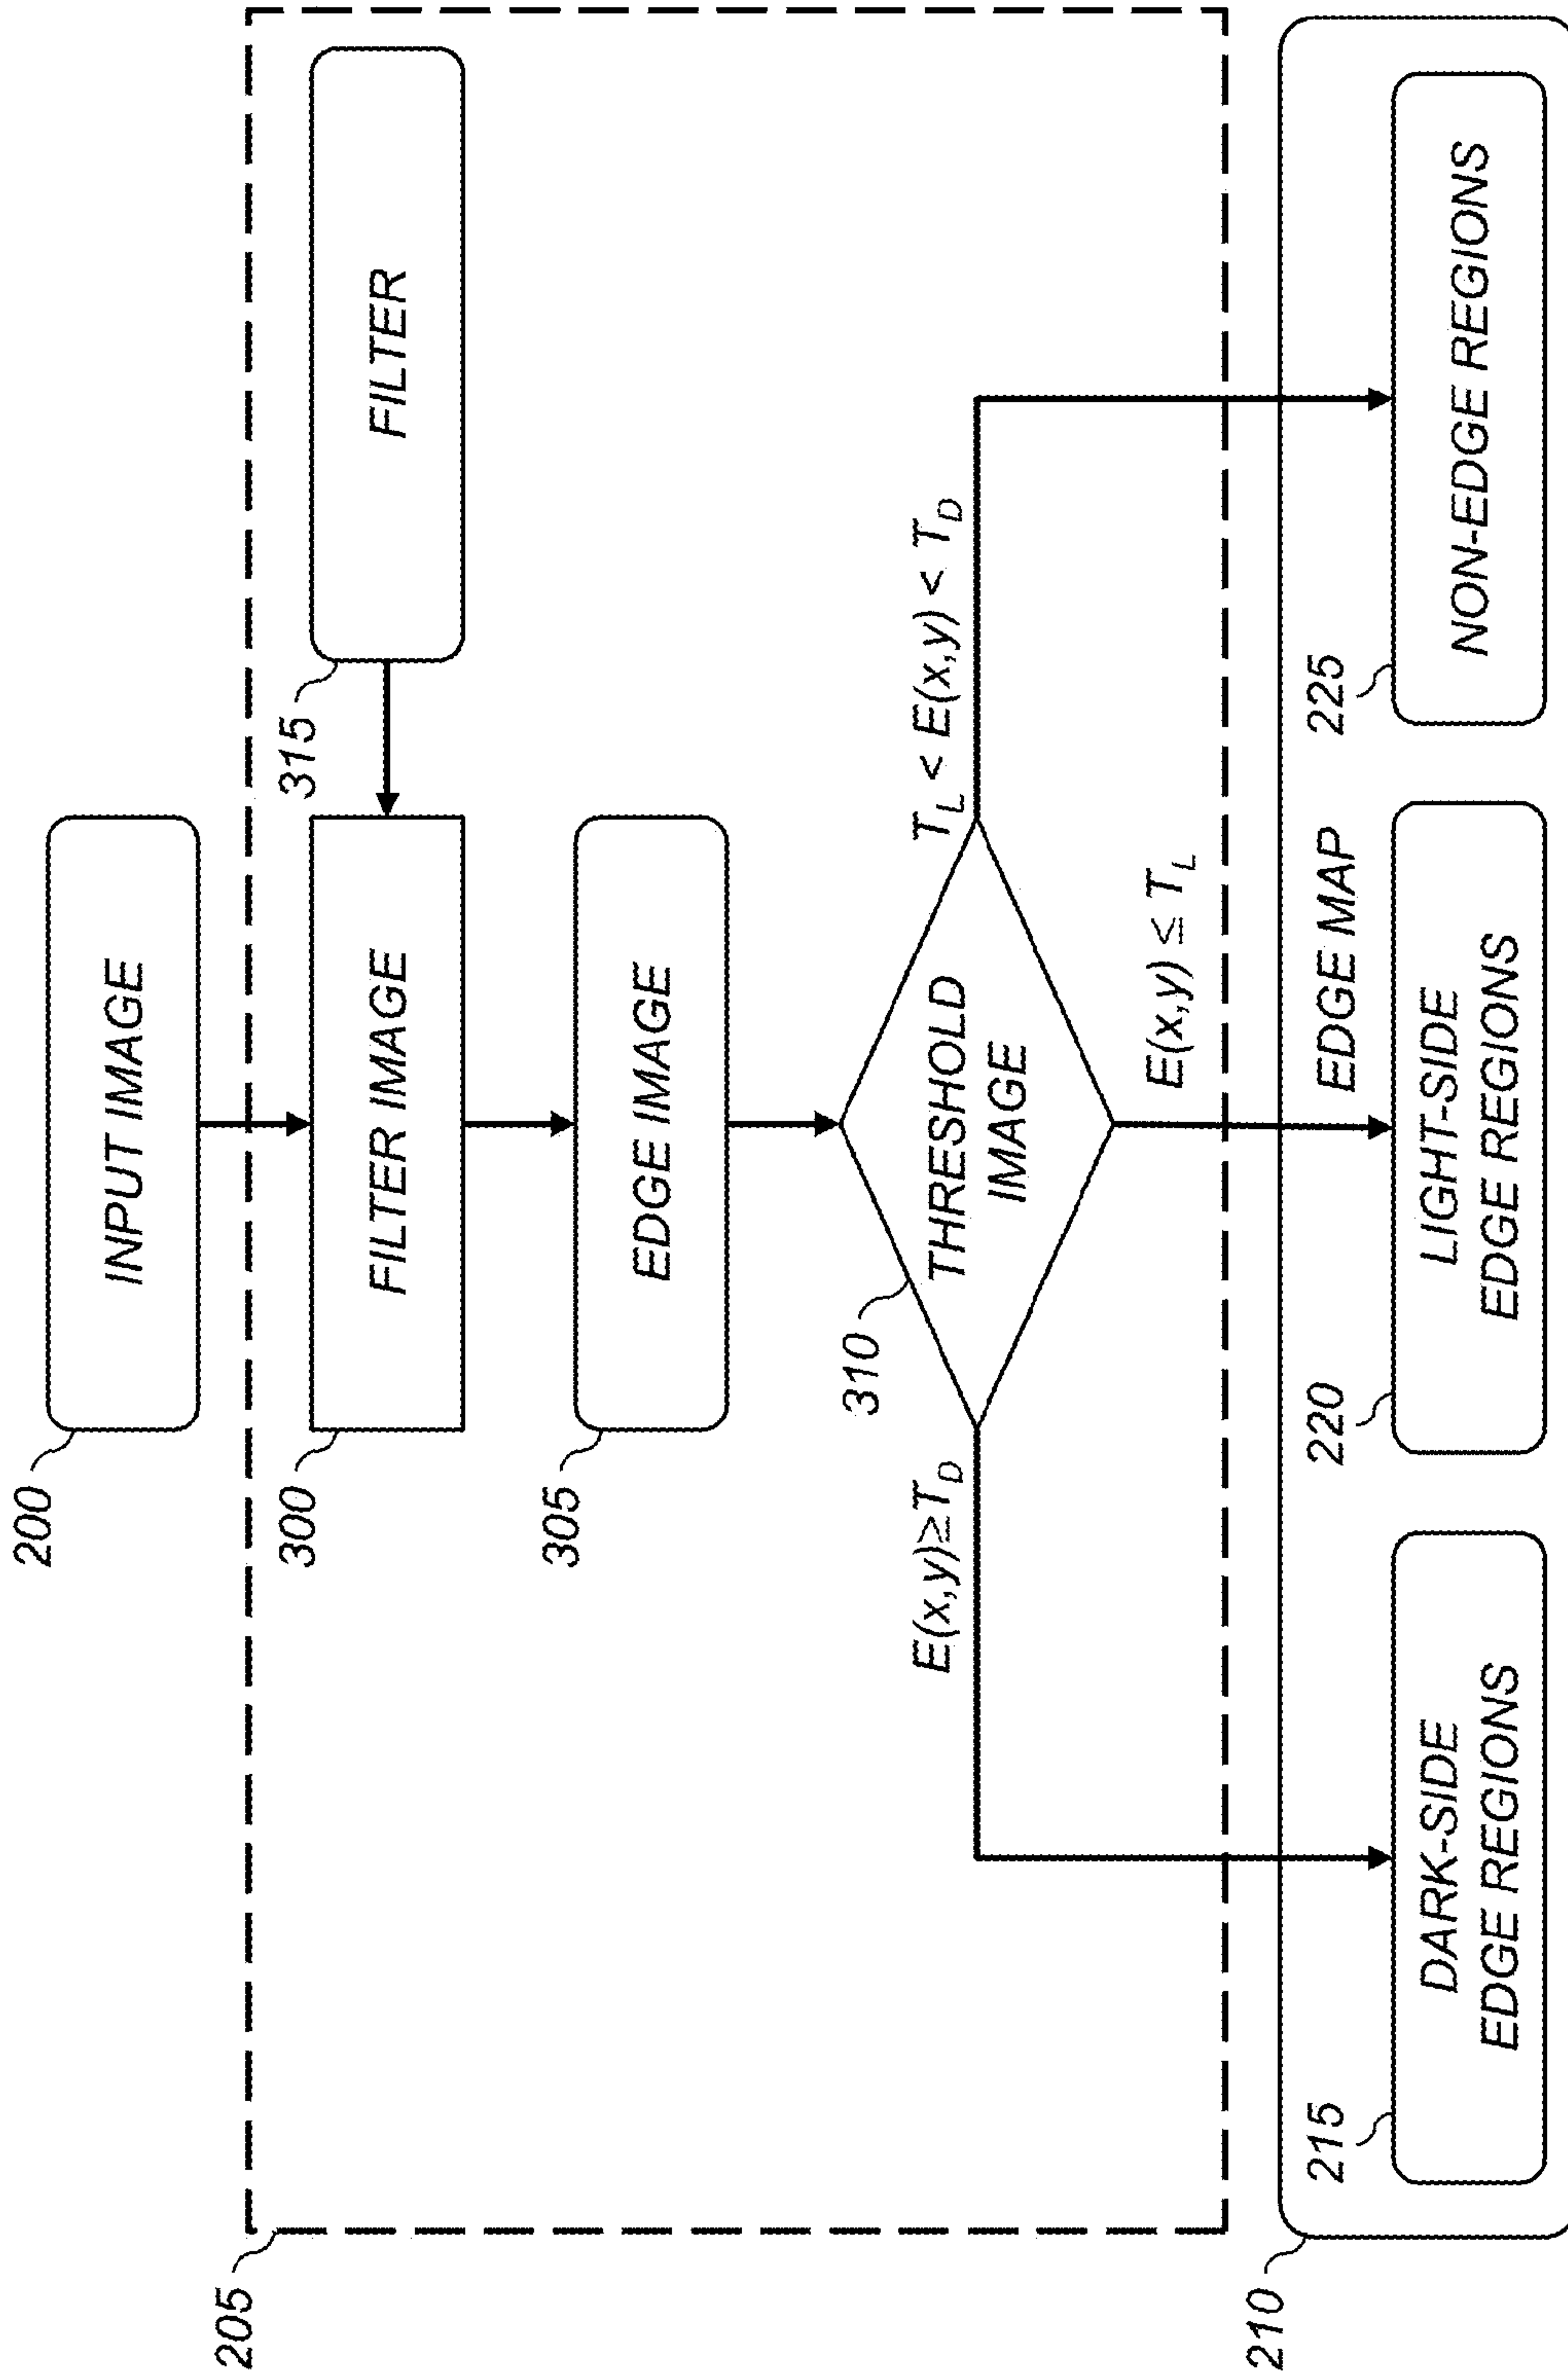 200
INPUT IMAGE
205
300
FILTER IMAGE
315
FILTER
305
EDGE IMAGE
310
THRESHOLD
IMAGE
E(x,y)≥T_D
T_L < E(x,y) < T_D
E(x,y) ≤ T_L
210
EDGE MAP
215
DARK-SIDE
EDGE REGIONS
220
LIGHT-SIDE
EDGE REGIONS
225
NON-EDGE REGIONS